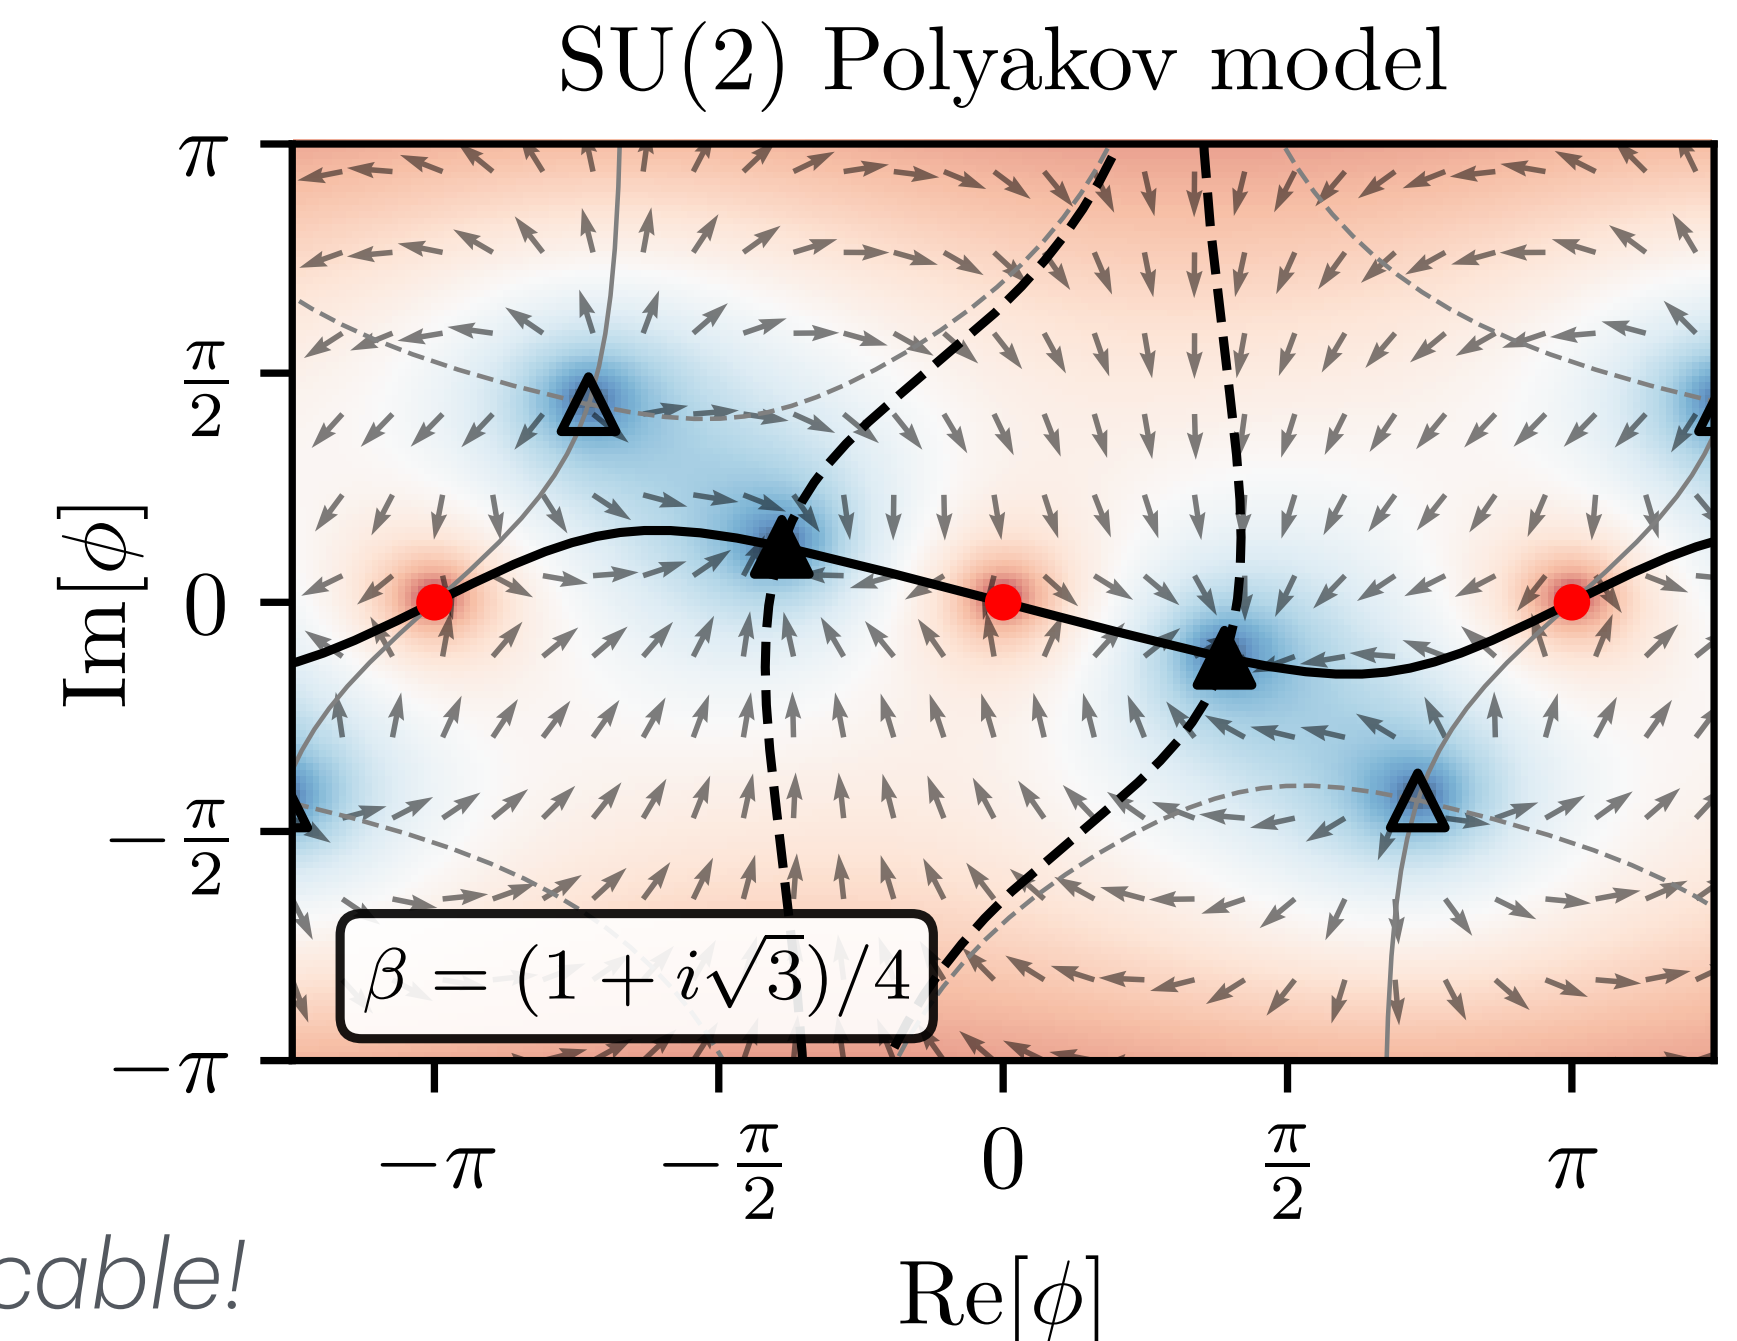 SU(2) Polyakov model
π
π/2
0
−π/2
−π
Im[ϕ]
β = (1 + i√3)/4
−π
−π/2
0
π/2
π
cable!
Re[ϕ]